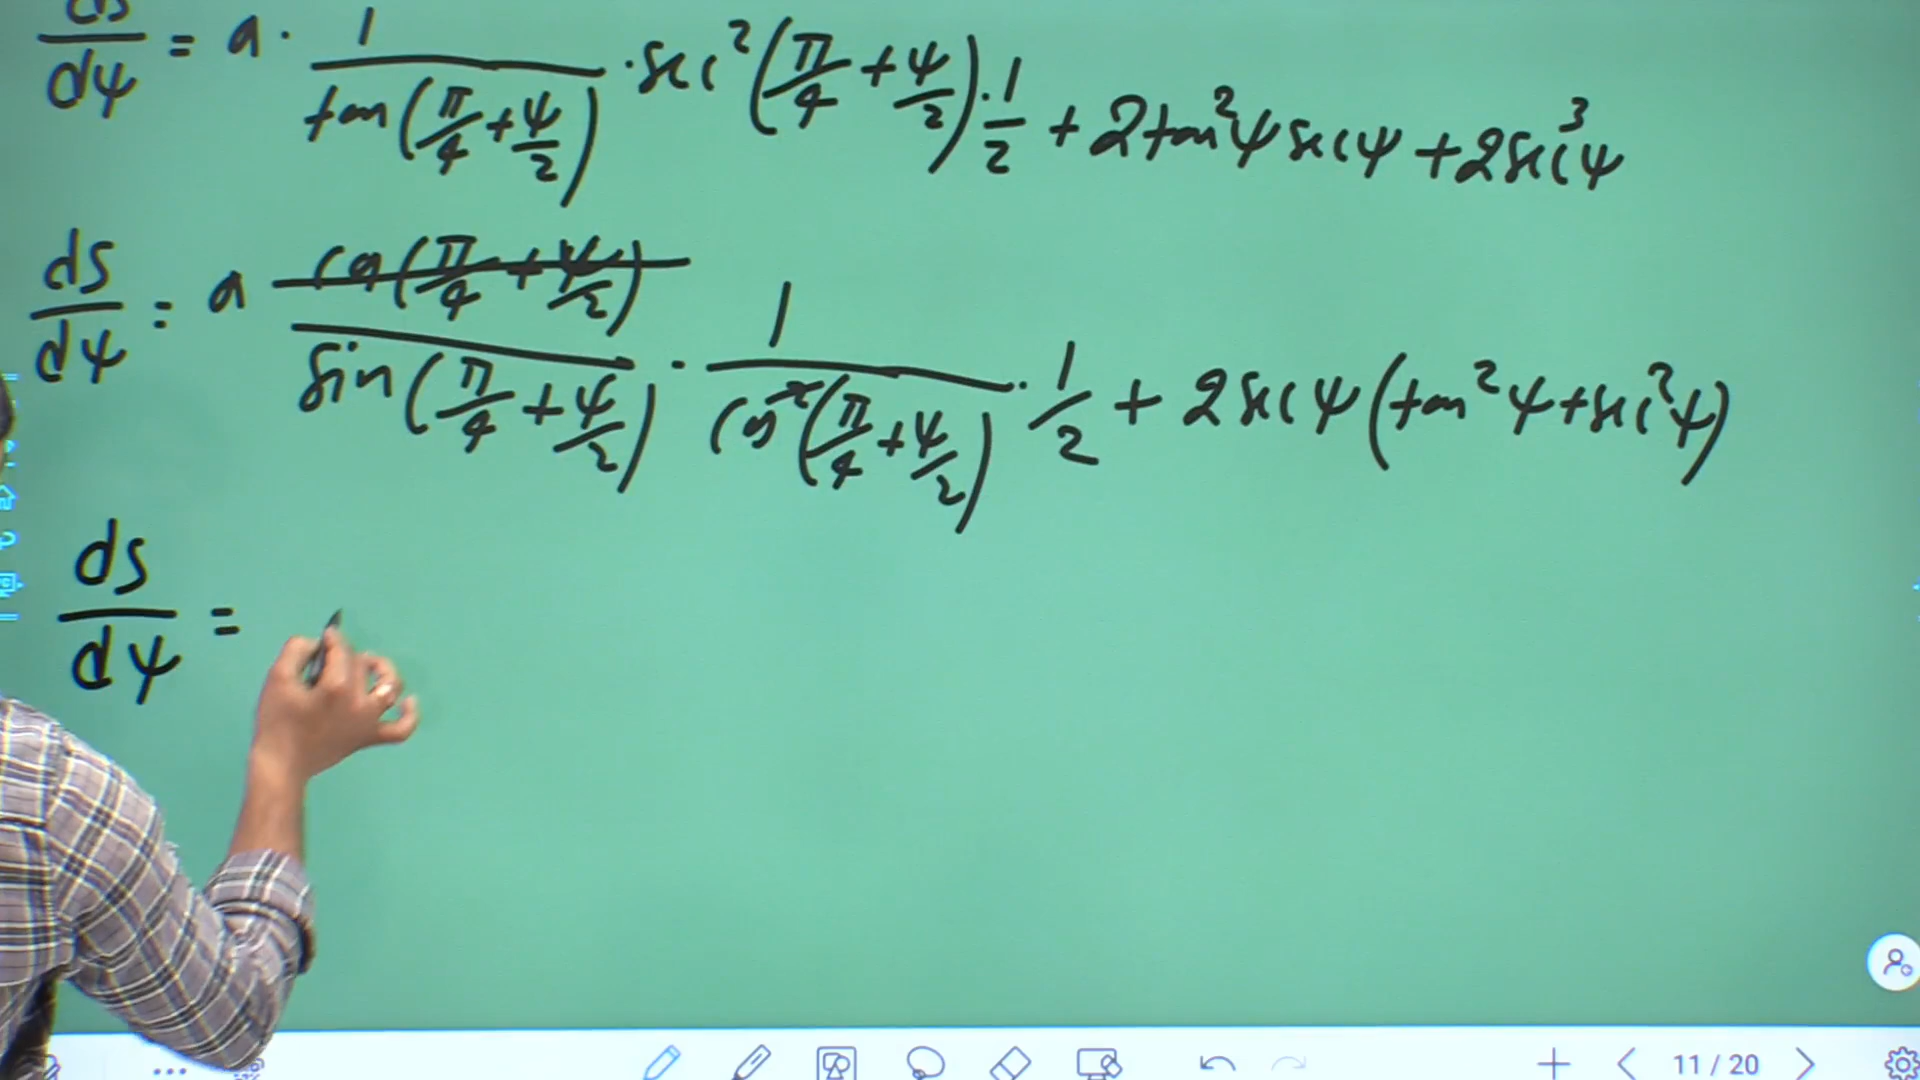 ds/dψ = a · 1/tan(π/4 + ψ/2) · sec²(π/4 + ψ/2) · 1/2 + 2tan²ψ secψ + 2sec³ψ
ds/dψ = a cos(π/4 + ψ/2)/sin(π/4 + ψ/2) · 1/cos²(π/4 + ψ/2) · 1/2 + 2secψ(tan²ψ + sec²ψ)
ds/dψ =
11 / 20